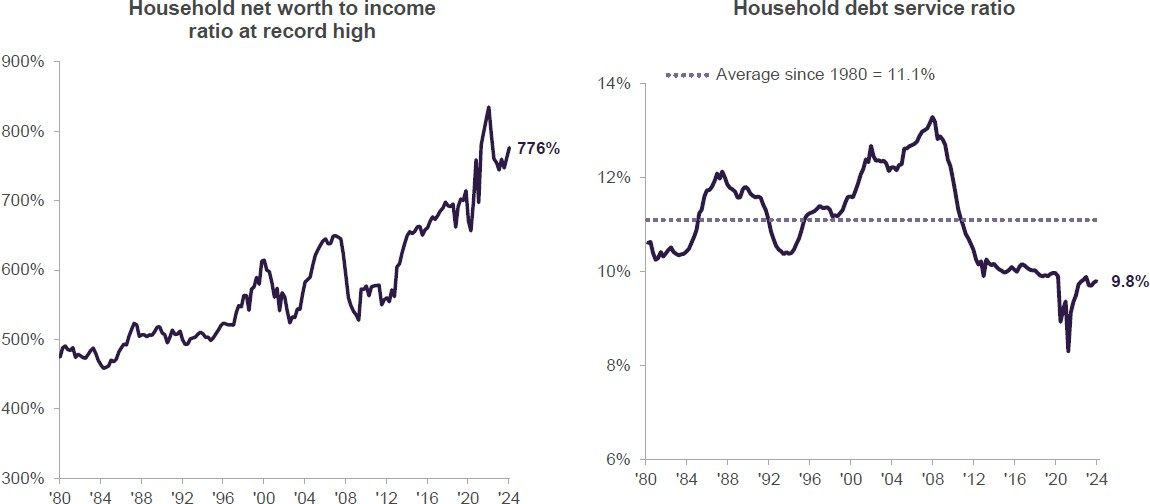 Household net worth to income
ratio at record high
900%
800%
700%
600%
500%
400%
300%
776%
'80 '84 '88 '92 '96 '00 '04 '08 '12 '16 '20 '24
Household debt service ratio
Average since 1980 = 11.1%
14%
12%
10%
8%
6%
9.8%
'80 '84 '88 '92 '96 '00 '04 '08 '12 '16 '20 '24